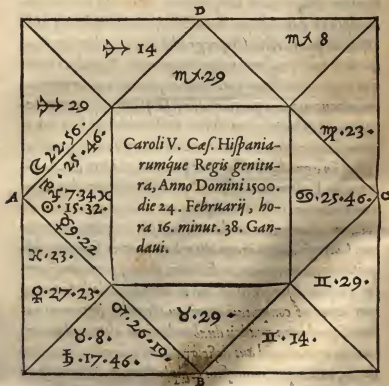 D
➳ 14
♏ 8
♏ 29
➳ 29
☾ 22.56.
♑ 25.46.
♍ 23.
A
7.34 ♓
☉ 15.32.
☿ 9.22
Caroli V. Cæs. Hiſpania-
rumq́ue Regis genitu-
ra, Anno Domini 1500.
die 24. Februarij, ho-
ra 16. minut. 38. Gan-
daui.
♋ 25.46.
C
♓ 23.
♀ 27.23
♂ 26.19
♉ 29
♊ 29.
♉ 8.
♄ 17.46.
♊ 14.
B